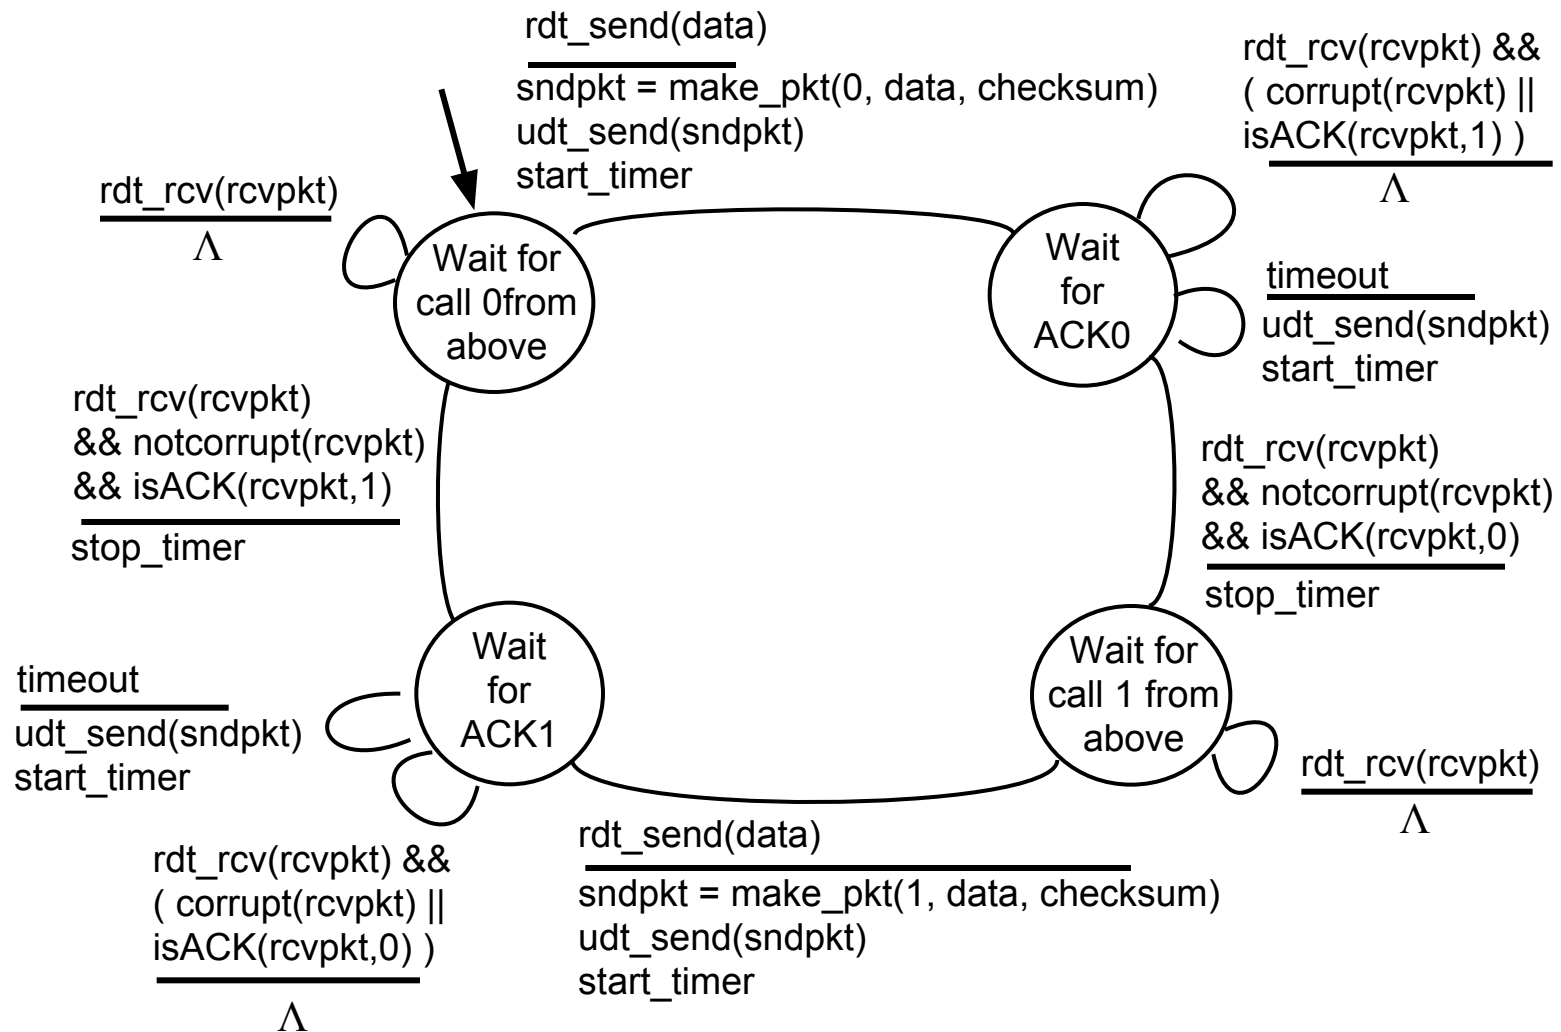 rdt_send(data)
sndpkt = make_pkt(0, data, checksum)
udt_send(sndpkt)
start_timer
rdt_rcv(rcvpkt) &&
( corrupt(rcvpkt) ||
isACK(rcvpkt,1) )
Λ
rdt_rcv(rcvpkt)
Λ
Wait for
call 0from
above
Wait
for
ACK0
timeout
udt_send(sndpkt)
start_timer
rdt_rcv(rcvpkt)
&& notcorrupt(rcvpkt)
&& isACK(rcvpkt,1)
stop_timer
rdt_rcv(rcvpkt)
&& notcorrupt(rcvpkt)
&& isACK(rcvpkt,0)
stop_timer
Wait
for
ACK1
Wait for
call 1 from
above
timeout
udt_send(sndpkt)
start_timer
rdt_rcv(rcvpkt)
Λ
rdt_rcv(rcvpkt) &&
( corrupt(rcvpkt) ||
isACK(rcvpkt,0) )
Λ
rdt_send(data)
sndpkt = make_pkt(1, data, checksum)
udt_send(sndpkt)
start_timer